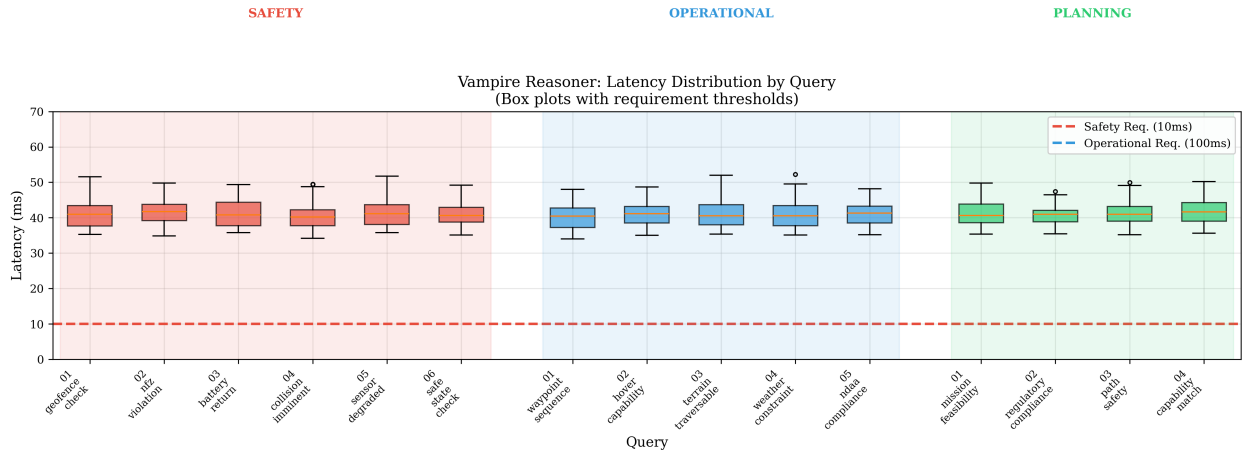 SAFETY
OPERATIONAL
PLANNING
Vampire Reasoner: Latency Distribution by Query
(Box plots with requirement thresholds)
Safety Req. (10ms)
Operational Req. (100ms)
Latency (ms)
70
60
50
40
30
20
10
0
01
geofence
check
02
nfz
violation
03
battery
return
04
collision
imminent
05
sensor
degraded
06
safe
state
check
01
waypoint
sequence
02
hover
capability
03
terrain
traversable
04
weather
constraint
05
ndaa
compliance
01
mission
feasibility
02
regulatory
compliance
03
path
safety
04
capability
match
Query